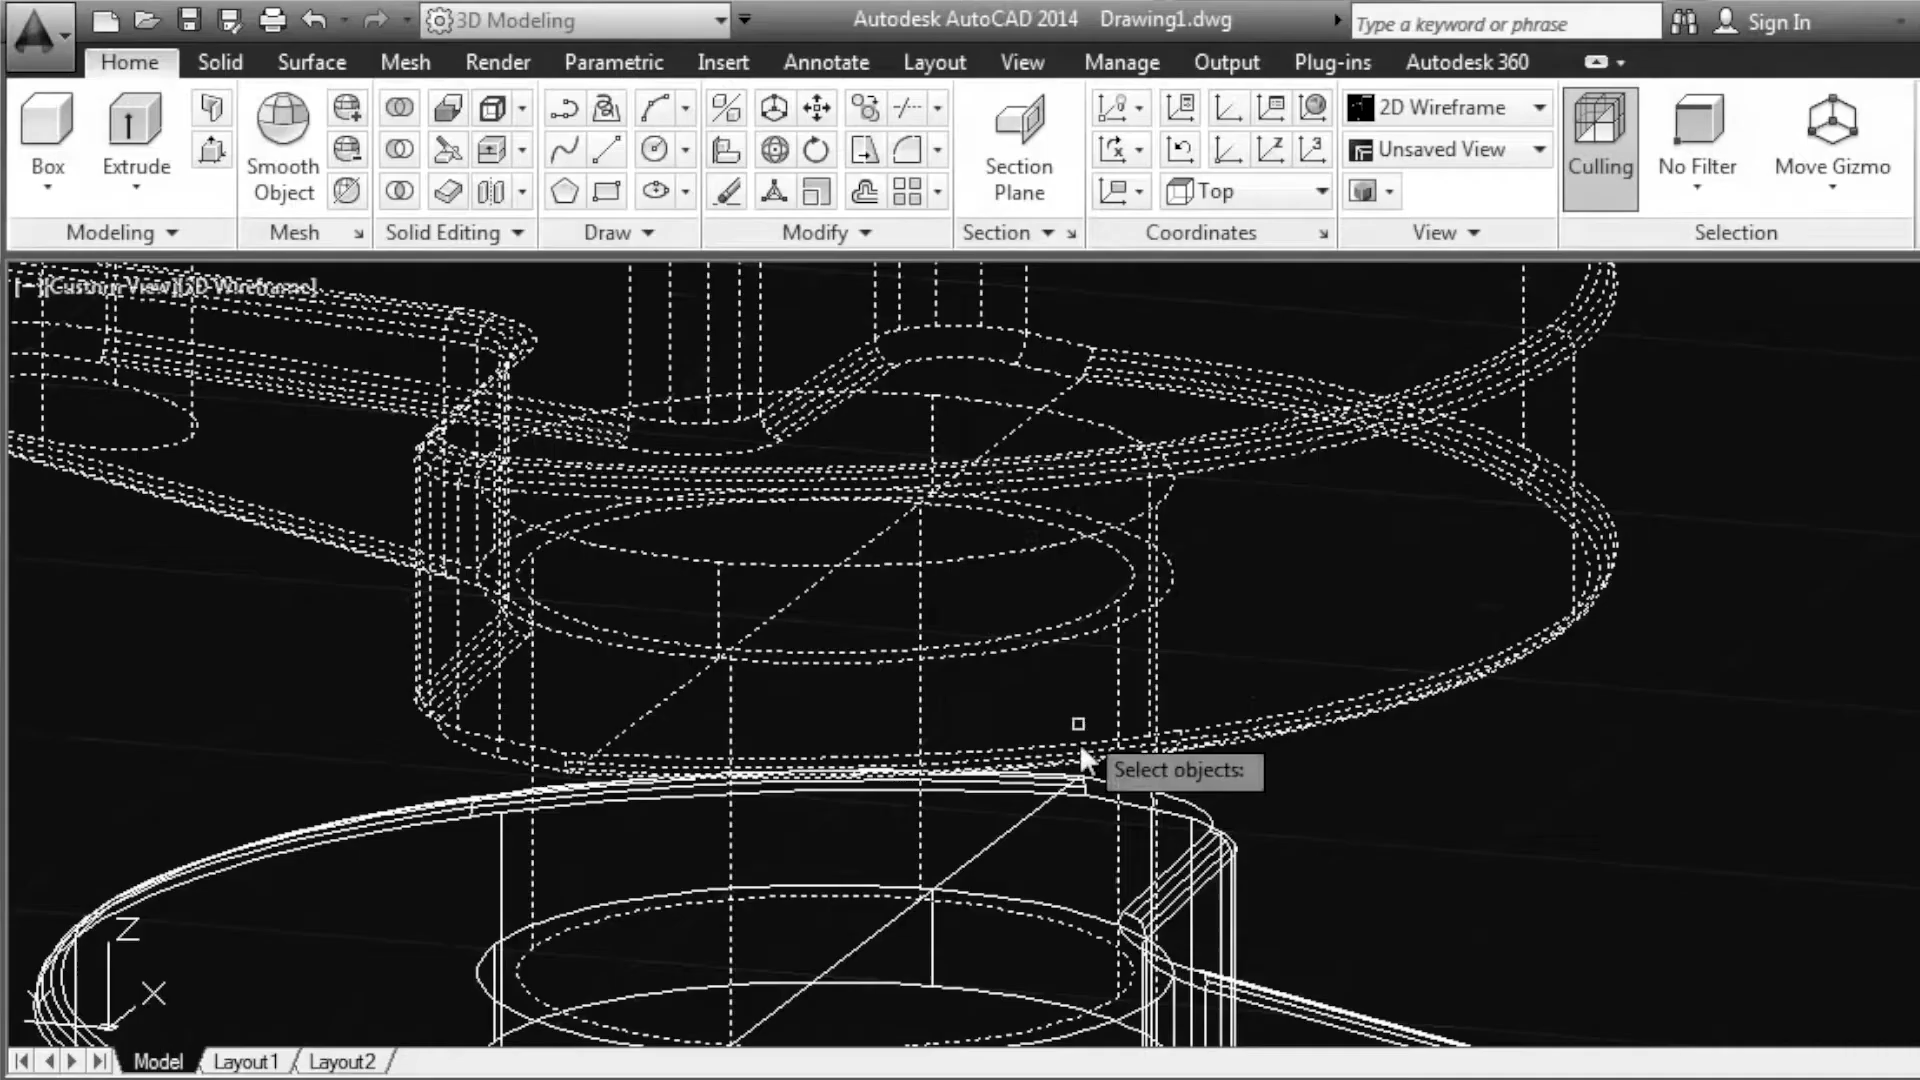 3D Modeling
Autodesk AutoCAD 2014 Drawing1.dwg
Type a keyword or phrase
Sign In
Home Solid Surface Mesh Render Parametric Insert Annotate Layout View Manage Output Plug-ins Autodesk 360
Box
Extrude
Smooth
Object
Section
Plane
2D Wireframe
Unsaved View
Top
Culling
No Filter
Move Gizmo
Modeling
Mesh
Solid Editing
Draw
Modify
Section
Coordinates
View
Selection
[−][Custom View][2D Wireframe]
Select objects:
Z
X
Model Layout1 Layout2